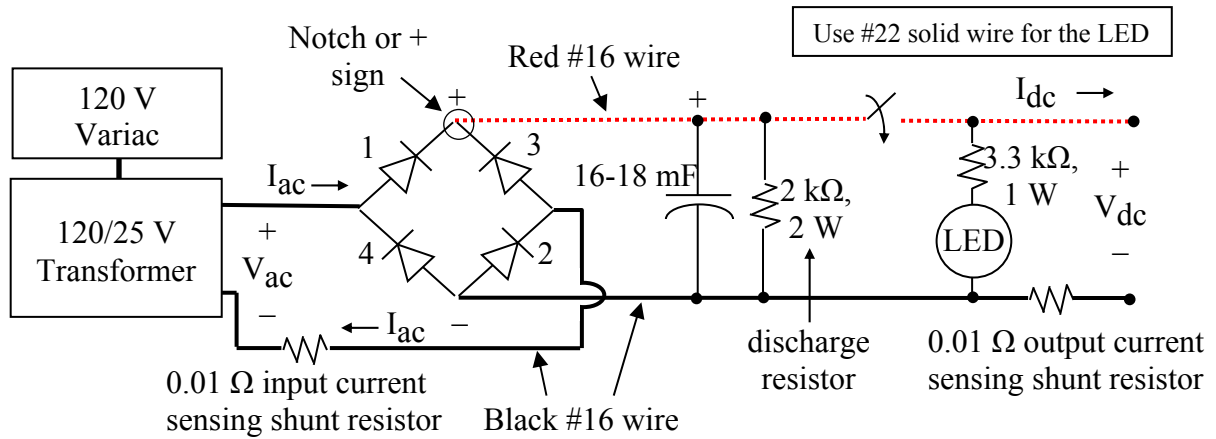 Use #22 solid wire for the LED
Notch or +
sign
Red #16 wire
120 V
Variac
+
+
I_dc
1
3
I_ac
16-18 mF
2 kΩ,
2 W
3.3 kΩ,
1 W
+
V_dc
–
120/25 V
Transformer
+
V_ac
–
4
2
LED
–
I_ac
discharge
resistor
0.01 Ω output current
sensing shunt resistor
0.01 Ω input current
sensing shunt resistor
Black #16 wire